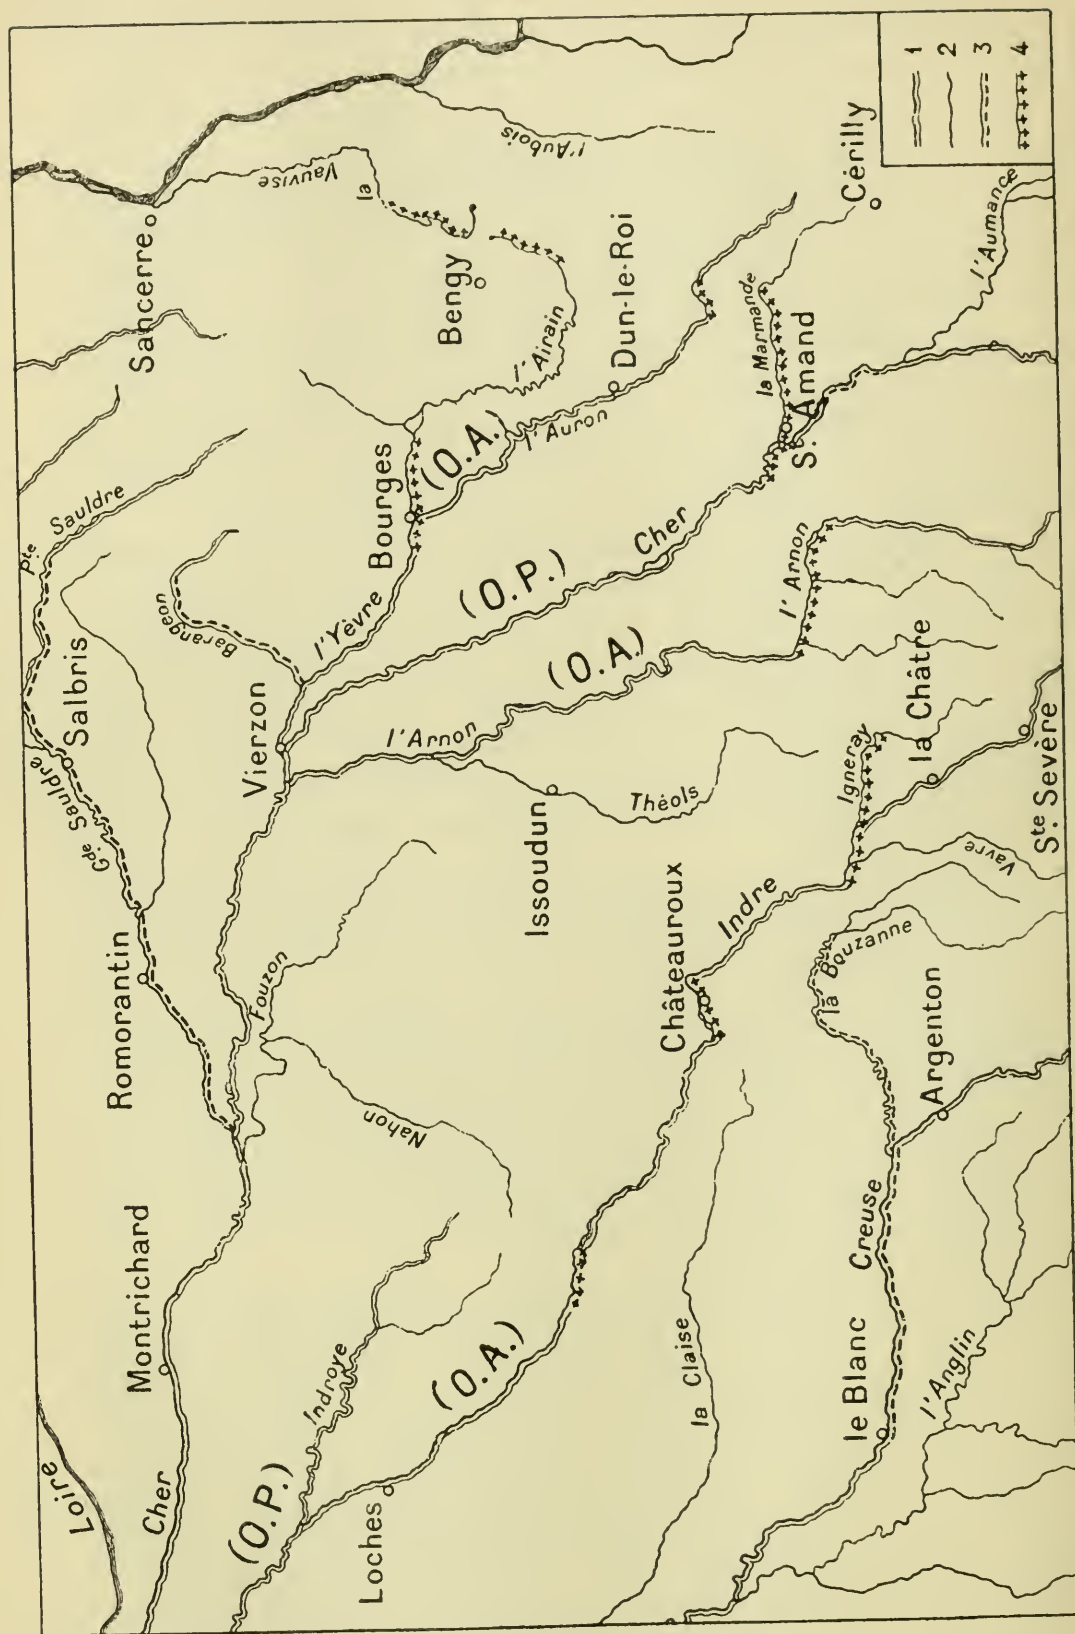 Loire
Cher
Montrichard
Romorantin
Gde Sauldre
Salbris
Pte Sauldre
Sancerre
Vauvise
la
l'Aubois
Barangeon
Vierzon
l'Yèvre
Bourges
(O.A.)
l'Auron
l'Airain
Bengy
Dun-le-Roi
Fouzon
Nahon
(O.P.)
Cher
l'Arnon
(O.A.)
Issoudun
Théols
l'Arnon
la Marmande
St. Amand
Cérilly
l'Aumance
(O.P.)
Indroye
Loches
(O.A.)
Châteauroux
Indre
Igneray
la Châtre
Ste Sevère
Vavre
la Bouzanne
la Claise
le Blanc
Creuse
Argenton
l'Anglin
1
2
3
4